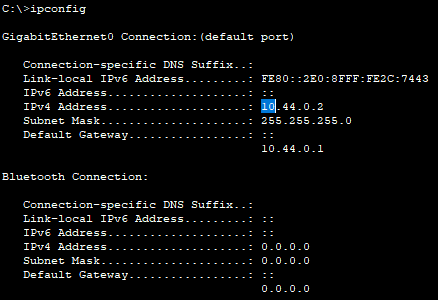 C:\>ipconfig
GigabitEthernet0 Connection:(default port)
Connection-specific DNS Suffix..:
Link-local IPv6 Address.........: FE80::2E0:8FFF:FE2C:7443
IPv6 Address....................: ::
IPv4 Address....................: 10.44.0.2
Subnet Mask.....................: 255.255.255.0
Default Gateway.................: ::
10.44.0.1
Bluetooth Connection:
Connection-specific DNS Suffix..:
Link-local IPv6 Address.........: ::
IPv6 Address....................: ::
IPv4 Address....................: 0.0.0.0
Subnet Mask.....................: 0.0.0.0
Default Gateway.................: ::
0.0.0.0